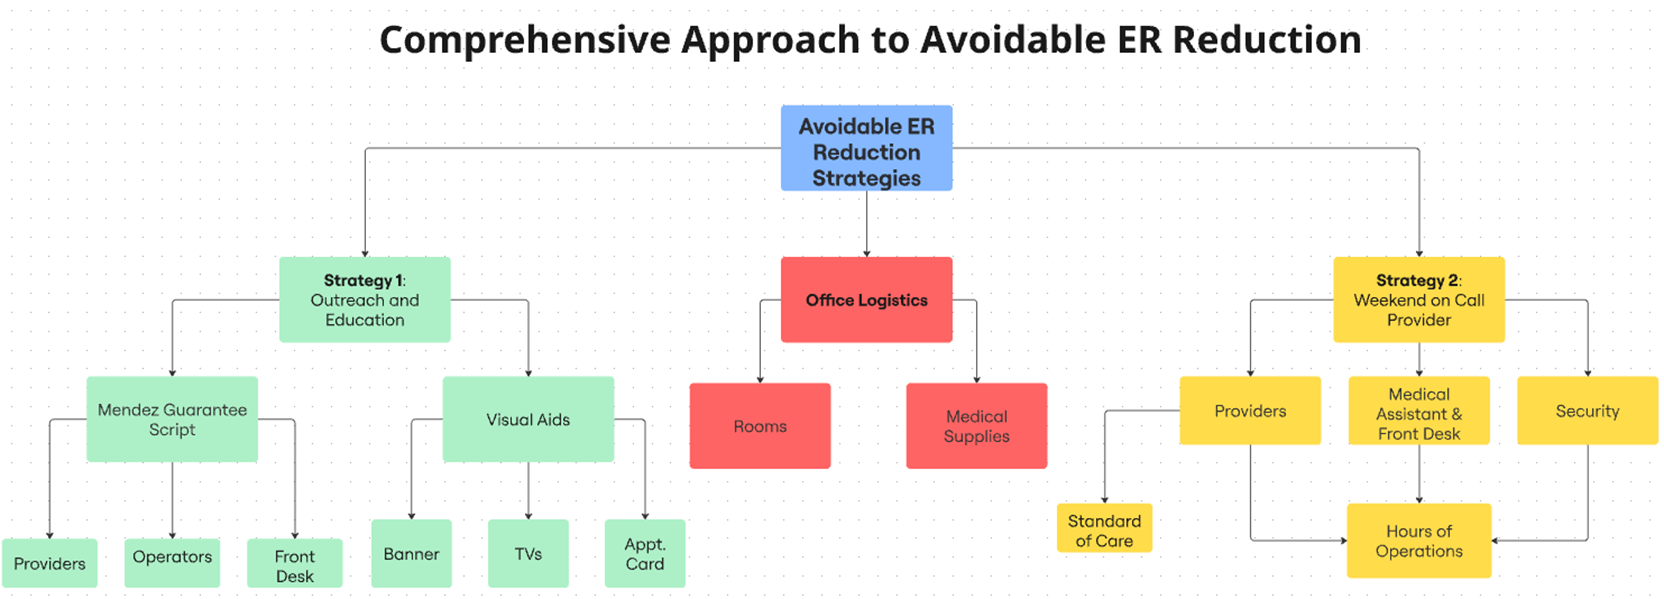 Comprehensive Approach to Avoidable ER Reduction
Avoidable ER
Reduction
Strategies
Strategy 1:
Outreach and
Education
Office Logistics
Strategy 2:
Weekend on Call
Provider
Mendez Guarantee
Script
Visual Aids
Rooms
Medical
Supplies
Providers
Medical
Assistant &
Front Desk
Security
Providers
Operators
Front
Desk
Banner
TVs
Appt.
Card
Standard
of Care
Hours of
Operations